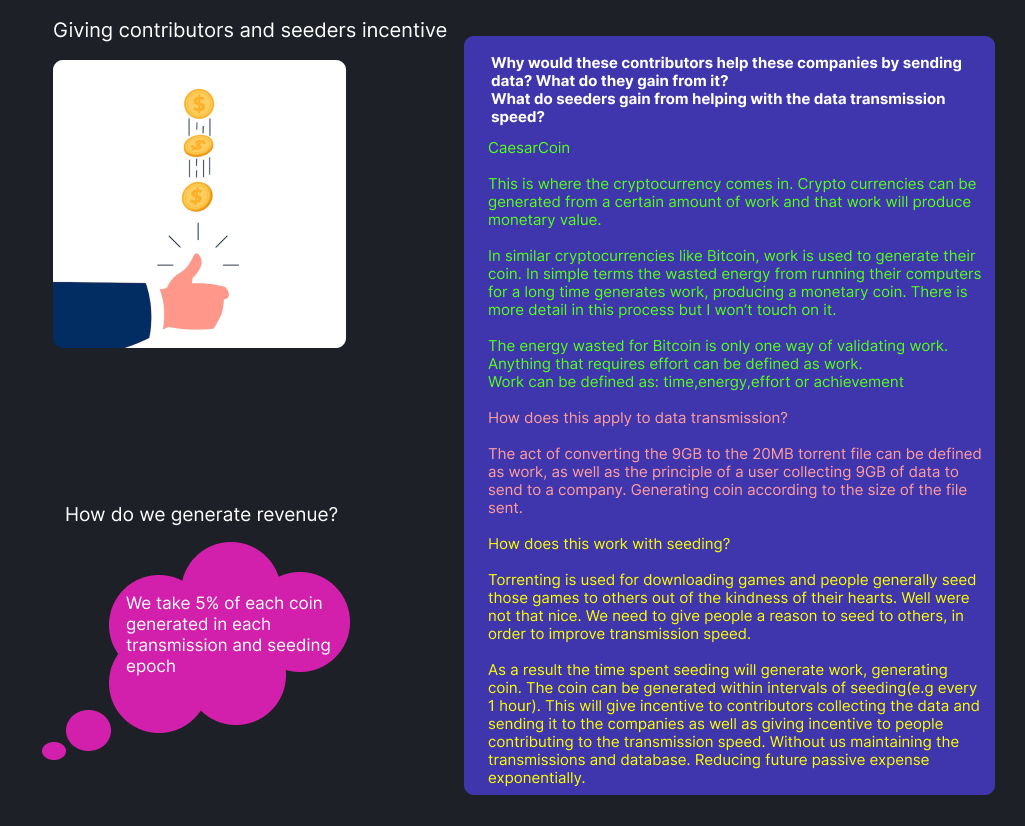 Giving contributors and seeders incentive
Why would these contributors help these companies by sending
data? What do they gain from it?
What do seeders gain from helping with the data transmission
speed?
CaesarCoin
This is where the cryptocurrency comes in. Crypto currencies can be
generated from a certain amount of work and that work will produce
monetary value.
In similar cryptocurrencies like Bitcoin, work is used to generate their
coin. In simple terms the wasted energy from running their computers
for a long time generates work, producing a monetary coin. There is
more detail in this process but I won't touch on it.
The energy wasted for Bitcoin is only one way of validating work.
Anything that requires effort can be defined as work.
Work can be defined as: time,energy,effort or achievement
How does this apply to data transmission?
The act of converting the 9GB to the 20MB torrent file can be defined
as work, as well as the principle of a user collecting 9GB of data to
send to a company. Generating coin according to the size of the file
sent.
How does this work with seeding?
Torrenting is used for downloading games and people generally seed
those games to others out of the kindness of their hearts. Well were
not that nice. We need to give people a reason to seed to others, in
order to improve transmission speed.
As a result the time spent seeding will generate work, generating
coin. The coin can be generated within intervals of seeding(e.g every
1 hour). This will give incentive to contributors collecting the data and
sending it to the companies as well as giving incentive to people
contributing to the transmission speed. Without us maintaining the
transmissions and database. Reducing future passive expense
exponentially.
How do we generate revenue?
We take 5% of each coin
generated in each
transmission and seeding
epoch